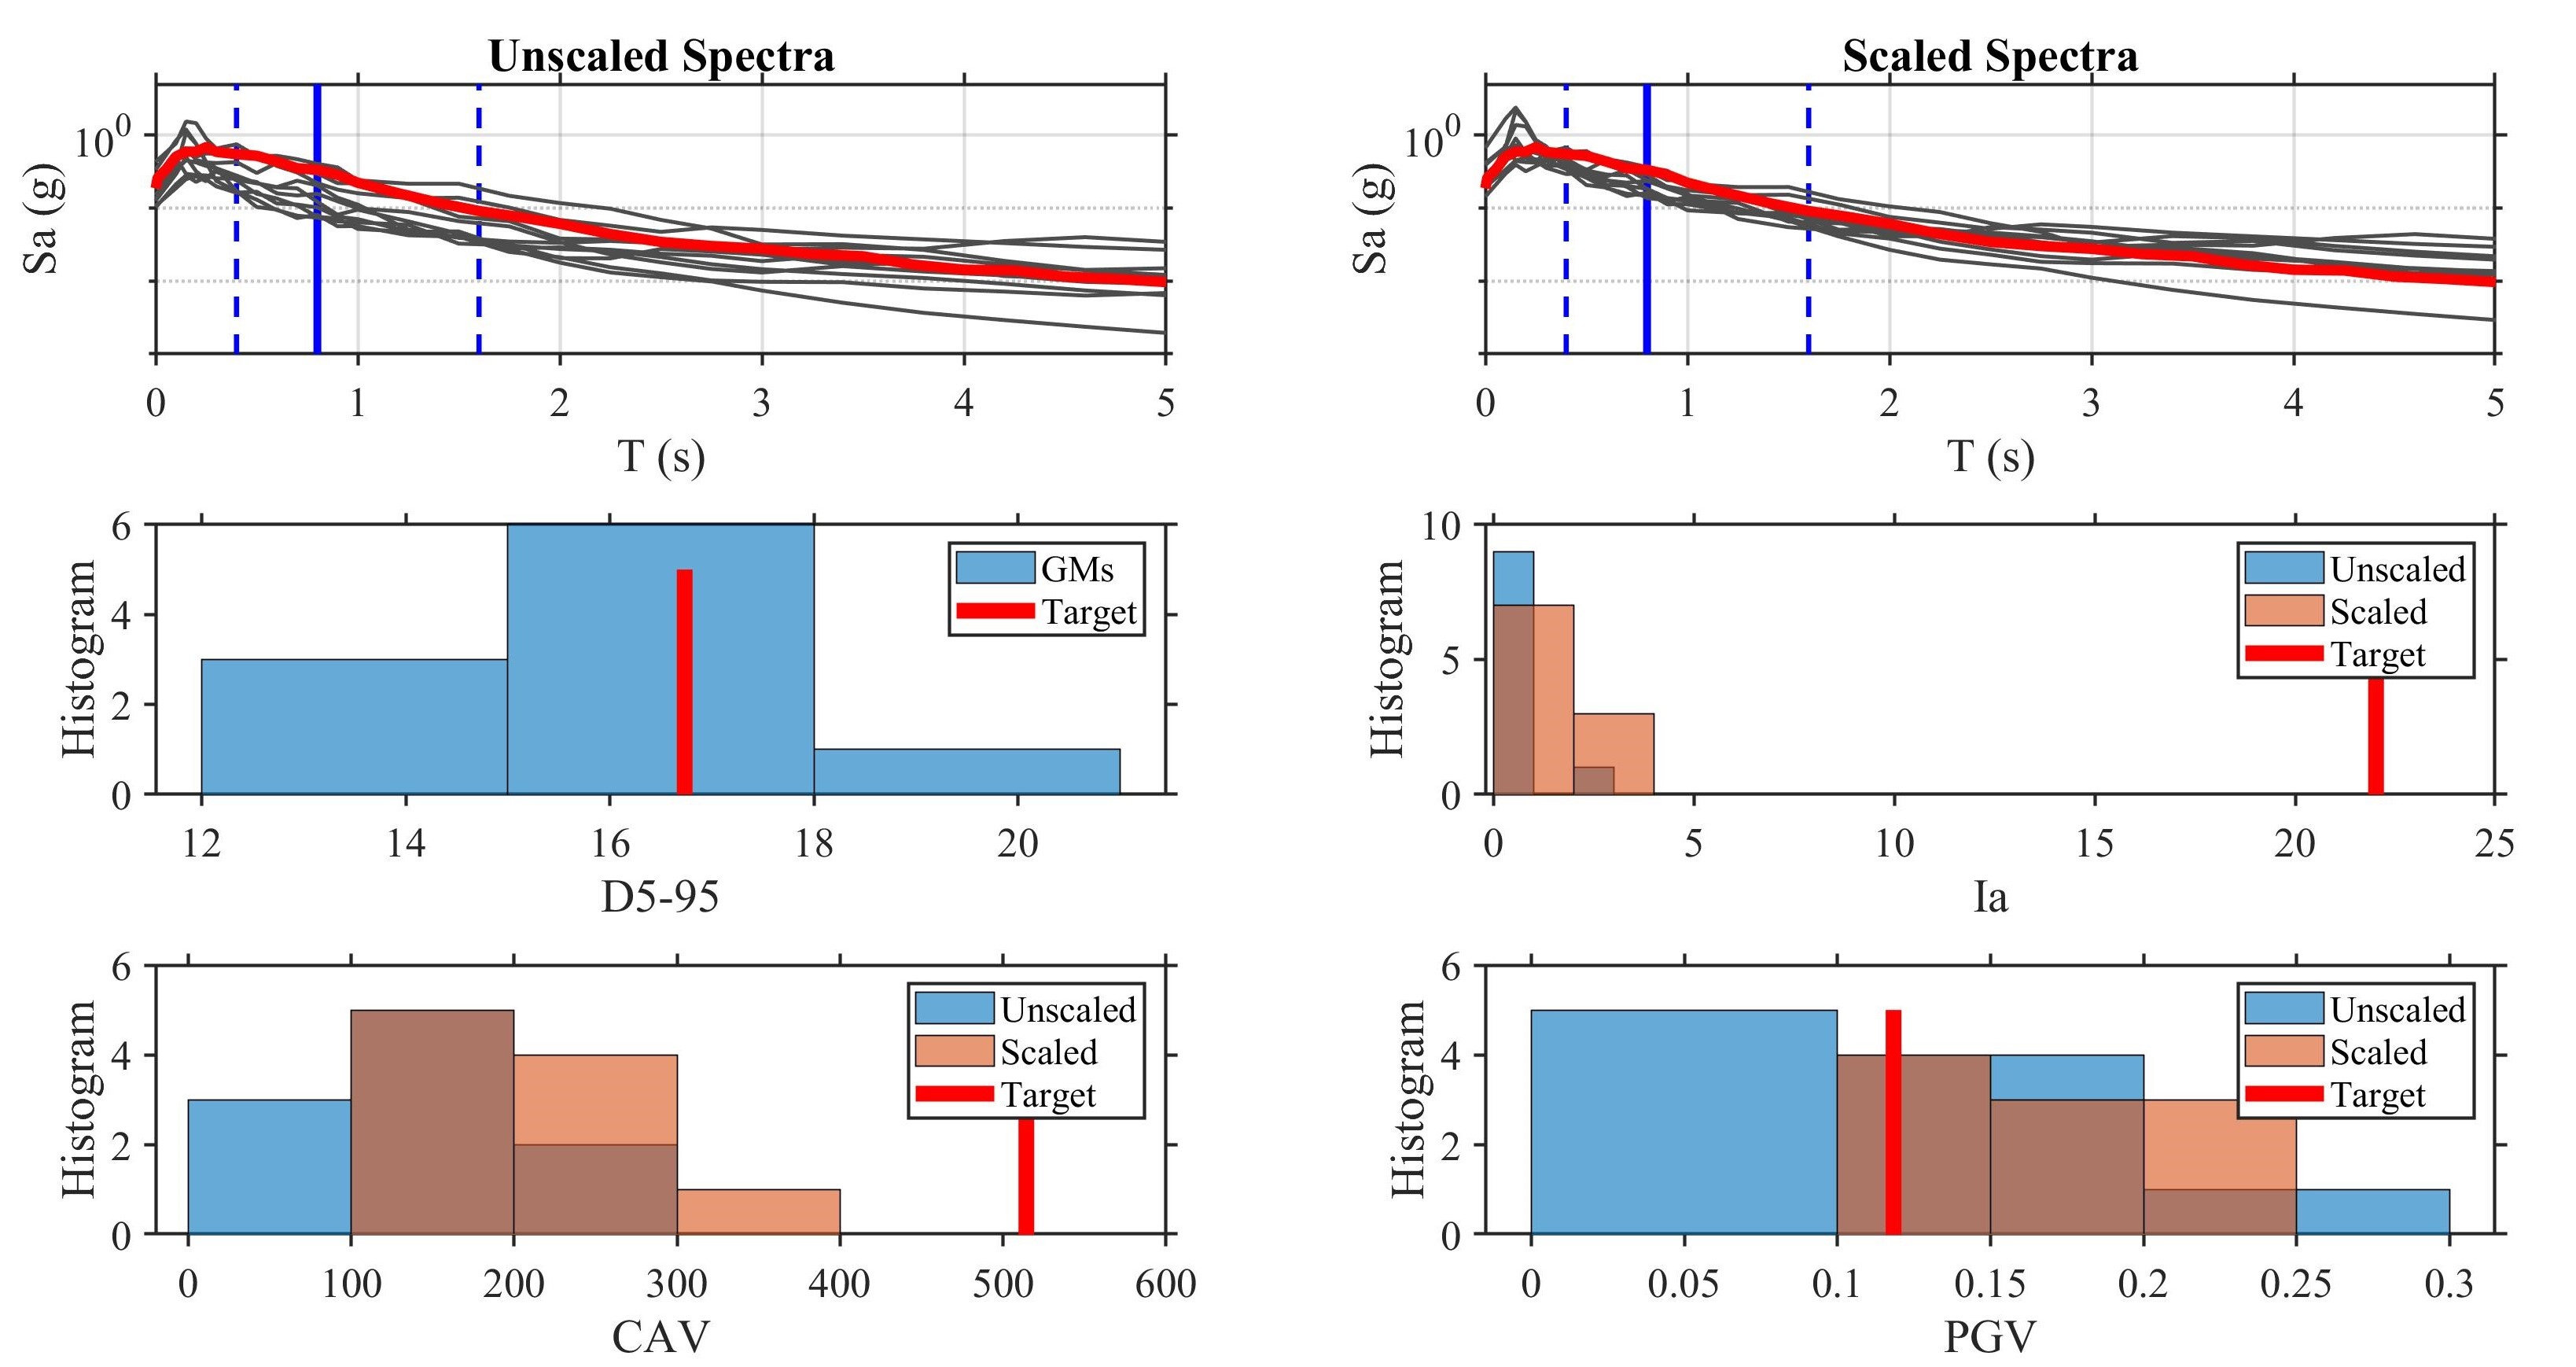 Unscaled Spectra
10^0
Sa (g)
0 1 2 3 4 5
T (s)
Scaled Spectra
10^0
Sa (g)
0 1 2 3 4 5
T (s)
6
4
2
0
Histogram
GMs
Target
12 14 16 18 20
D5-95
10
5
0
Histogram
Unscaled
Scaled
Target
0 5 10 15 20 25
Ia
6
4
2
0
Histogram
Unscaled
Scaled
Target
0 100 200 300 400 500 600
CAV
6
4
2
0
Histogram
Unscaled
Scaled
Target
0 0.05 0.1 0.15 0.2 0.25 0.3
PGV